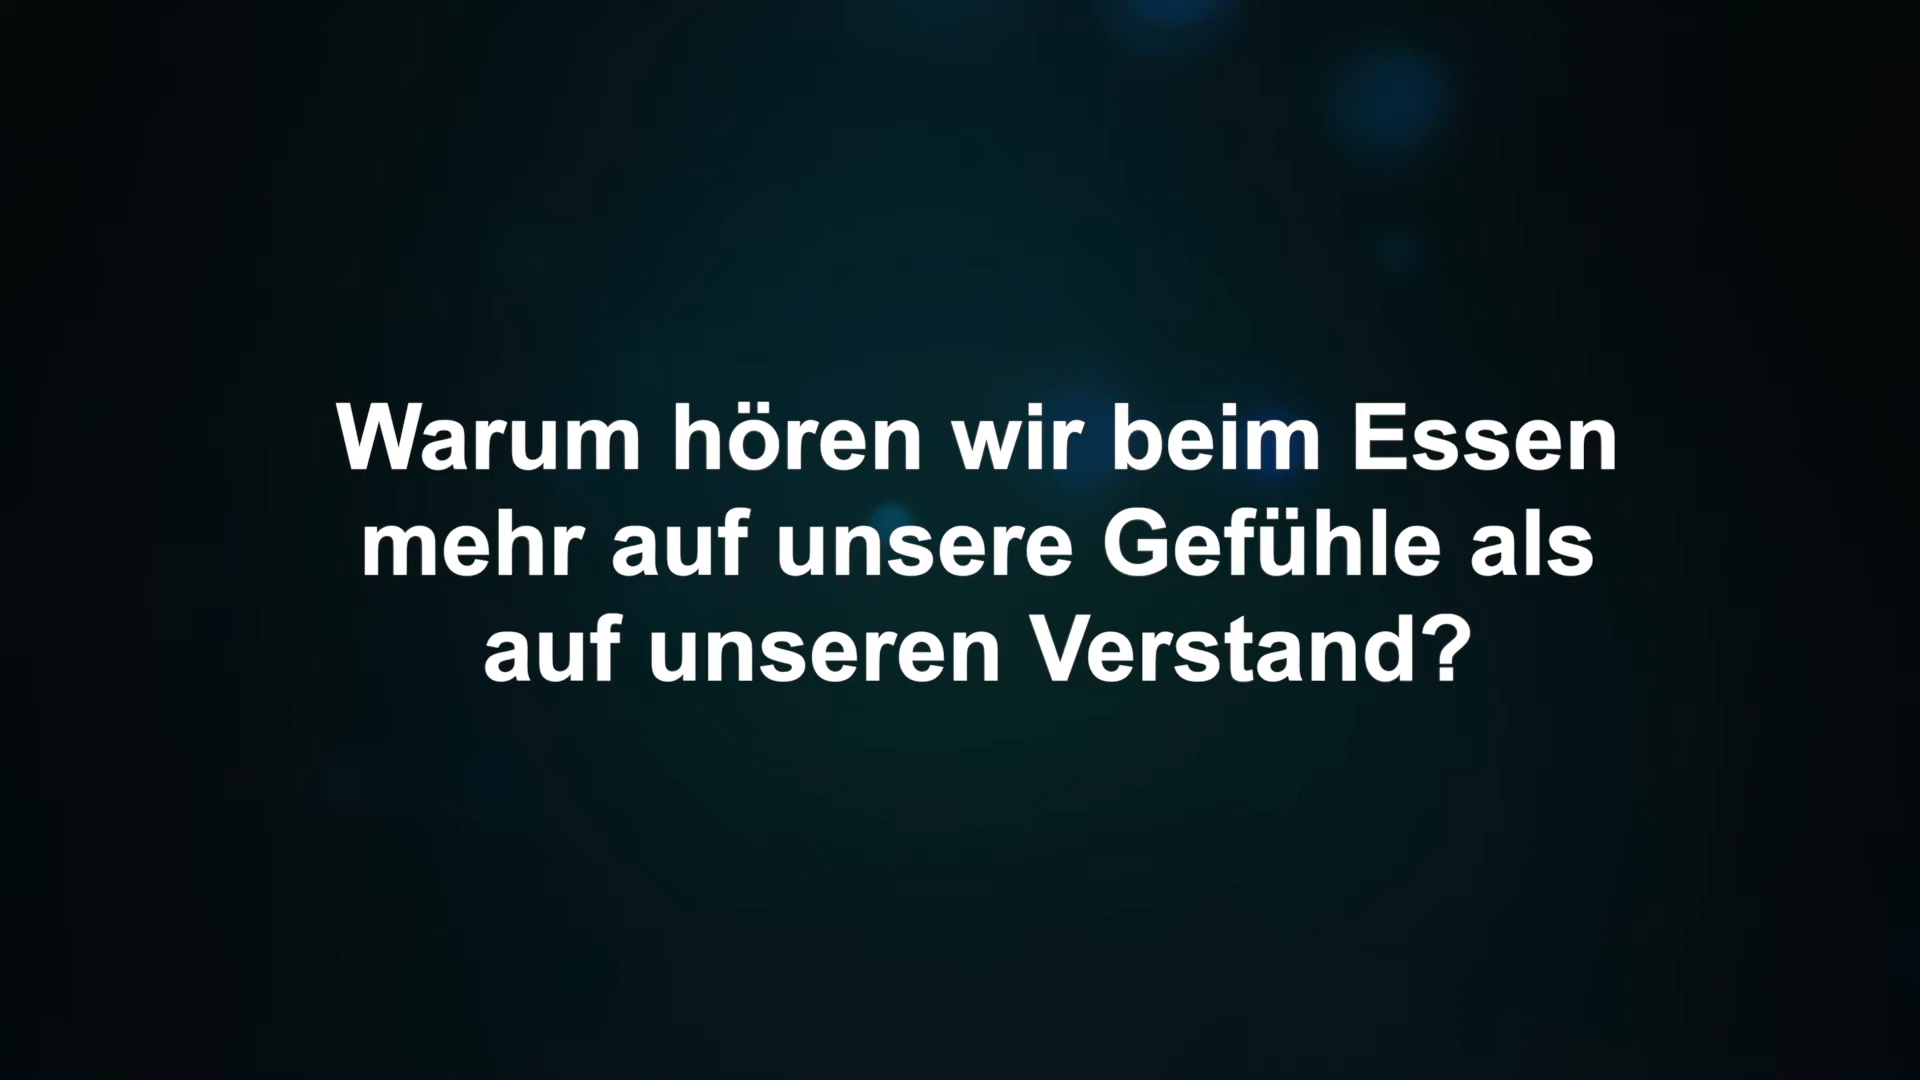 Warum hören wir beim Essen
mehr auf unsere Gefühle als
auf unseren Verstand?